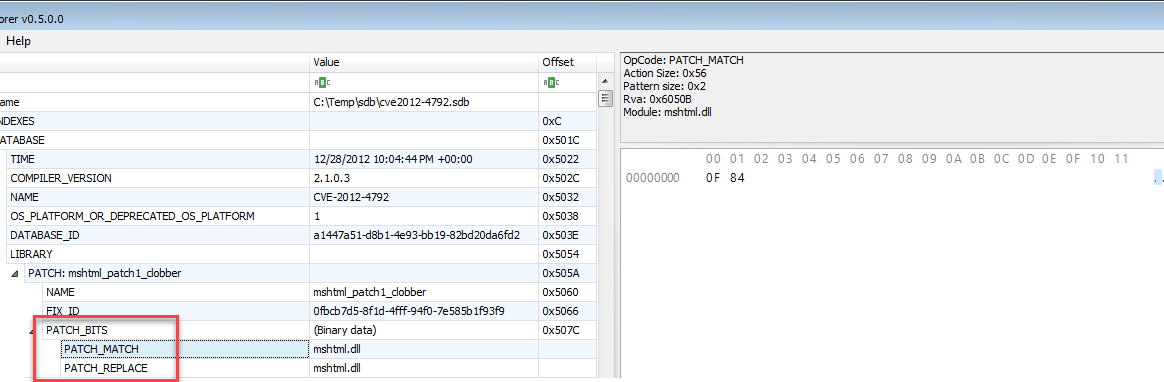 orer v0.5.0.0
Help
Value Offset
ABC ABC
ame C:\Temp\sdb\cve2012-4792.sdb
NDEXES 0xC
ATABASE 0x501C
TIME 12/28/2012 10:04:44 PM +00:00 0x5022
COMPILER_VERSION 2.1.0.3 0x502C
NAME CVE-2012-4792 0x5032
OS_PLATFORM_OR_DEPRECATED_OS_PLATFORM 1 0x5038
DATABASE_ID a1447a51-d8b1-4e93-bb19-82bd20da6fd2 0x503E
LIBRARY 0x5054
PATCH: mshtml_patch1_clobber 0x505A
NAME mshtml_patch1_clobber 0x5060
FIX_ID 0fbcb7d5-8f1d-4fff-94f0-7e585b1f93f9 0x5066
PATCH_BITS (Binary data) 0x507C
PATCH_MATCH mshtml.dll
PATCH_REPLACE mshtml.dll
OpCode: PATCH_MATCH
Action Size: 0x56
Pattern size: 0x2
Rva: 0x6050B
Module: mshtml.dll
00 01 02 03 04 05 06 07 08 09 0A 0B 0C 0D 0E 0F 10 11
00000000 0F 84 ..